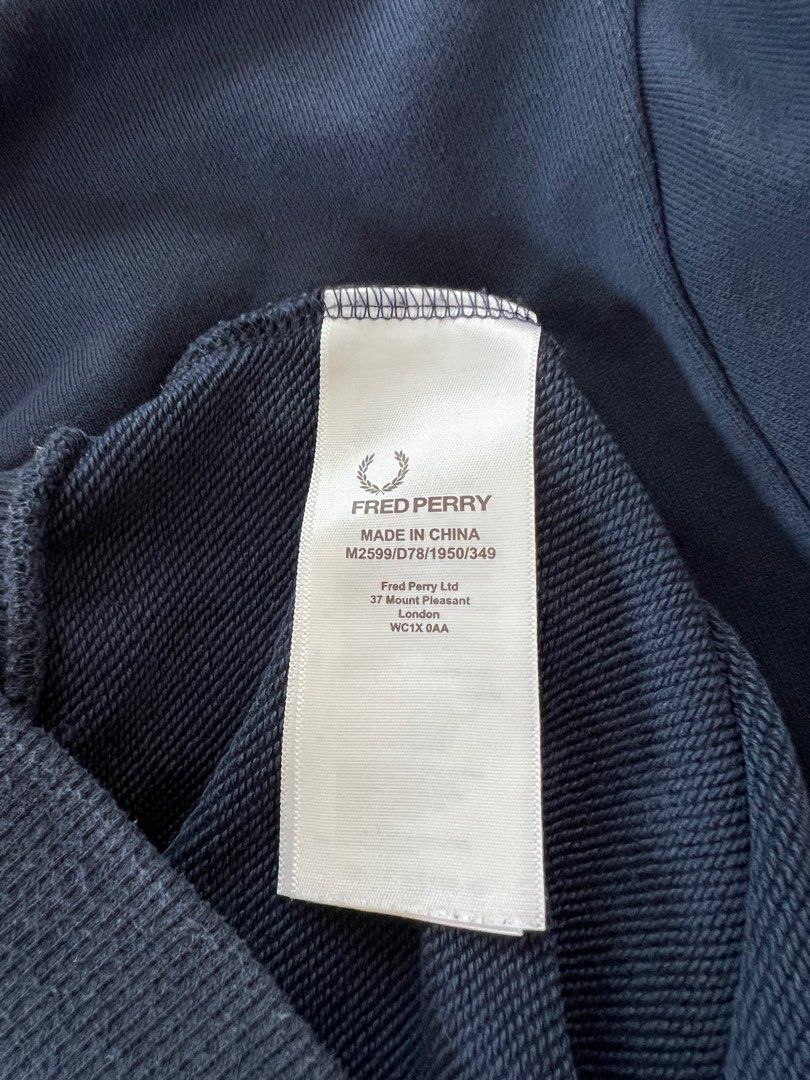 FRED PERRY
MADE IN CHINA
M2599/D78/1950/349
Fred Perry Ltd
37 Mount Pleasant
London
WC1X 0AA